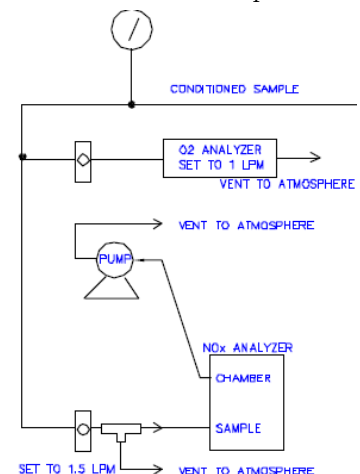 CONDITIONED SAMPLE
O2 ANALYZER
SET TO 1 LPM
VENT TO ATMOSPHERE
VENT TO ATMOSPHERE
PUMP
NOx ANALYZER
CHAMBER
SAMPLE
SET TO 1.5 LPM
VENT TO ATMOSPHERE